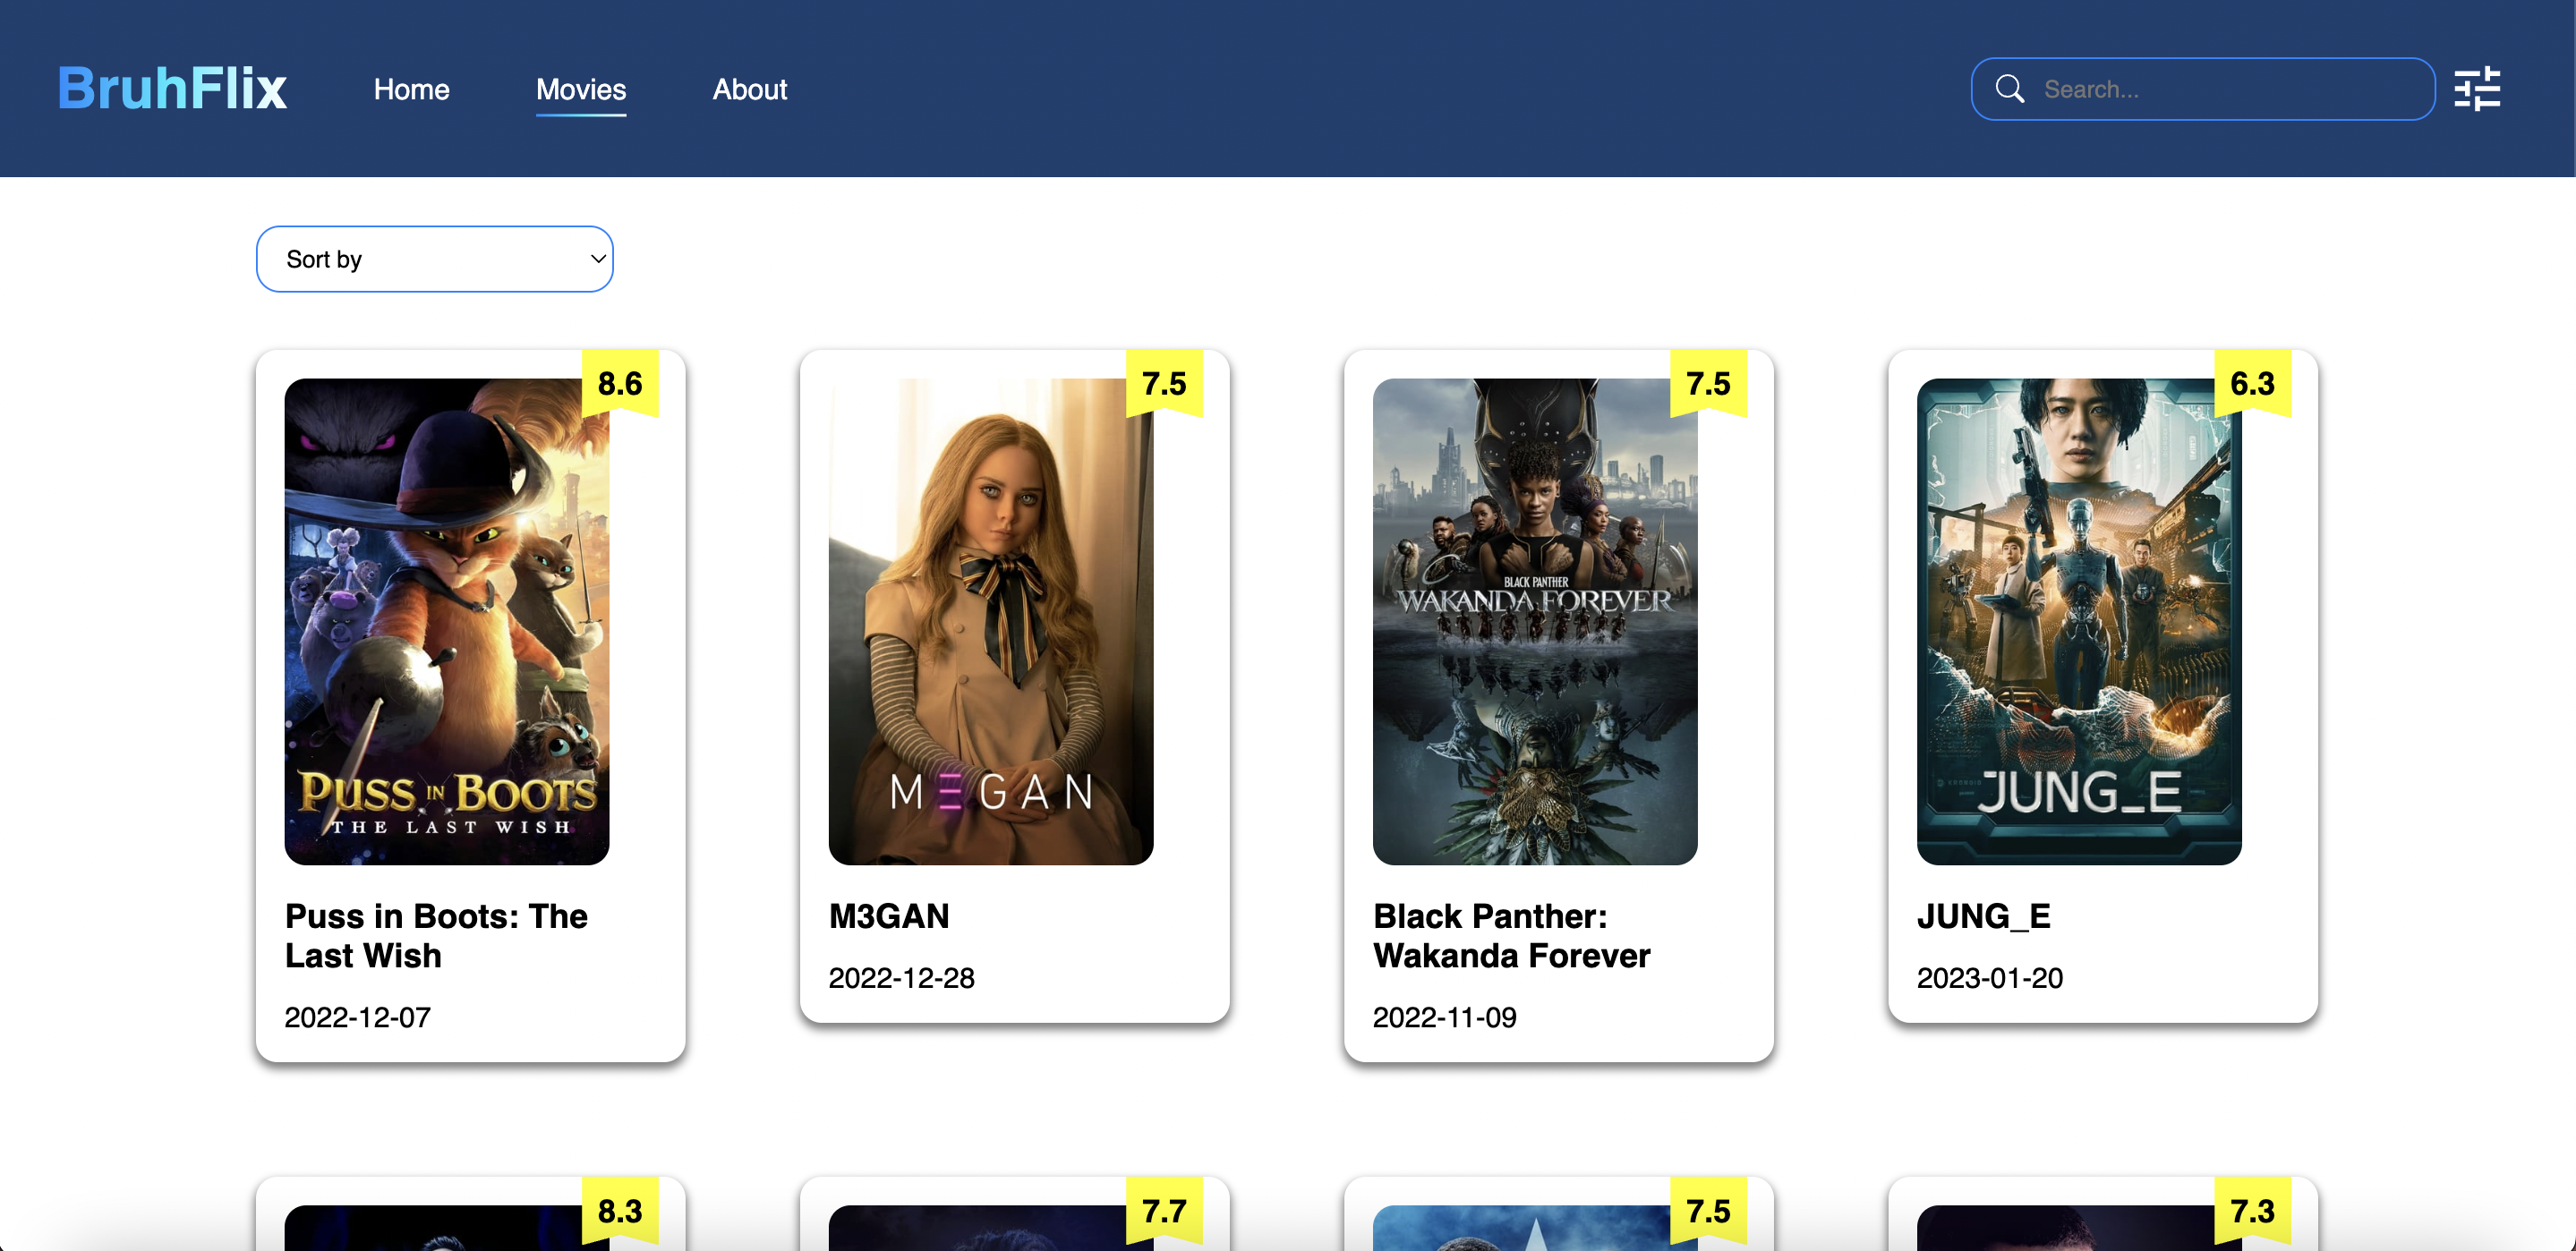 BruhFlix Home Movies About Search...
Sort by
8.6 7.5 7.5 6.3
PUSS IN BOOTS
THE LAST WISH
MΞGAN
BLACK PANTHER
WAKANDA FOREVER
JUNG_E
Puss in Boots: The
Last Wish
2022-12-07
M3GAN
2022-12-28
Black Panther:
Wakanda Forever
2022-11-09
JUNG_E
2023-01-20
8.3 7.7 7.5 7.3